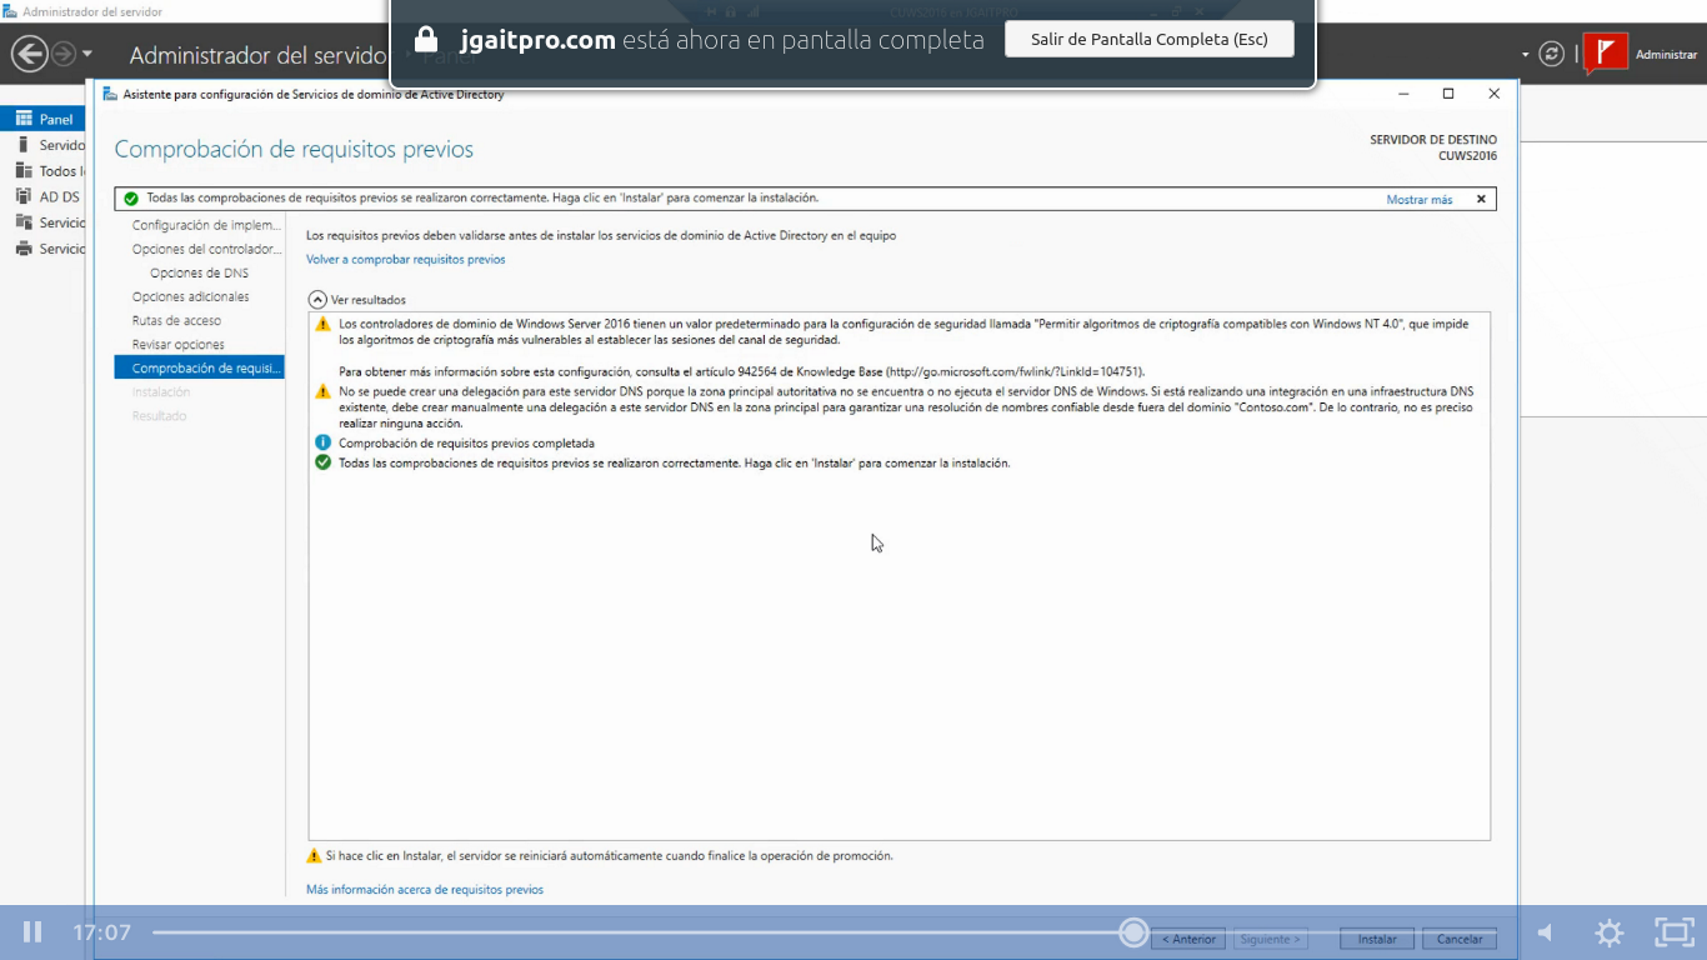 Administrador del servidor
CUWS2016 en JGAITPRO
jgaitpro.com está ahora en pantalla completa
Salir de Pantalla Completa (Esc)
Administrador del servidor
Panel
Administrar
Asistente para configuración de Servicios de dominio de Active Directory
Panel
Servido
Todos l
AD DS
Servicio
Servicio
Comprobación de requisitos previos
SERVIDOR DE DESTINO
CUWS2016
Todas las comprobaciones de requisitos previos se realizaron correctamente. Haga clic en 'Instalar' para comenzar la instalación.
Mostrar más
Configuración de implem...
Opciones del controlador...
Opciones de DNS
Opciones adicionales
Rutas de acceso
Revisar opciones
Comprobación de requisi...
Instalación
Resultado
Los requisitos previos deben validarse antes de instalar los servicios de dominio de Active Directory en el equipo
Volver a comprobar requisitos previos
Ver resultados
Los controladores de dominio de Windows Server 2016 tienen un valor predeterminado para la configuración de seguridad llamada "Permitir algoritmos de criptografía compatibles con Windows NT 4.0", que impide
los algoritmos de criptografía más vulnerables al establecer las sesiones del canal de seguridad.
Para obtener más información sobre esta configuración, consulta el artículo 942564 de Knowledge Base (http://go.microsoft.com/fwlink/?LinkId=104751).
No se puede crear una delegación para este servidor DNS porque la zona principal autoritativa no se encuentra o no ejecuta el servidor DNS de Windows. Si está realizando una integración en una infraestructura DNS
existente, debe crear manualmente una delegación a este servidor DNS en la zona principal para garantizar una resolución de nombres confiable desde fuera del dominio "Contoso.com". De lo contrario, no es preciso
realizar ninguna acción.
Comprobación de requisitos previos completada
Todas las comprobaciones de requisitos previos se realizaron correctamente. Haga clic en 'Instalar' para comenzar la instalación.
Si hace clic en Instalar, el servidor se reiniciará automáticamente cuando finalice la operación de promoción.
Más información acerca de requisitos previos
17:07
< Anterior
Siguiente >
Instalar
Cancelar